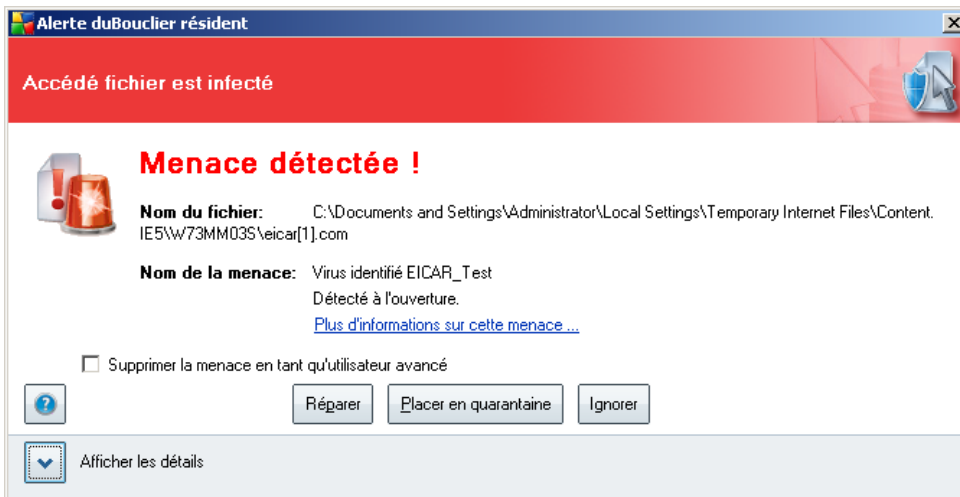 Alerte duBouclier résident
Accédé fichier est infecté
Menace détectée !
Nom du fichier: C:\Documents and Settings\Administrator\Local Settings\Temporary Internet Files\Content.
IE5\W73MM03S\eicar[1].com
Nom de la menace: Virus identifié EICAR_Test
Détecté à l'ouverture.
Plus d'informations sur cette menace ...
Supprimer la menace en tant qu'utilisateur avancé
Réparer Placer en quarantaine Ignorer
Afficher les détails